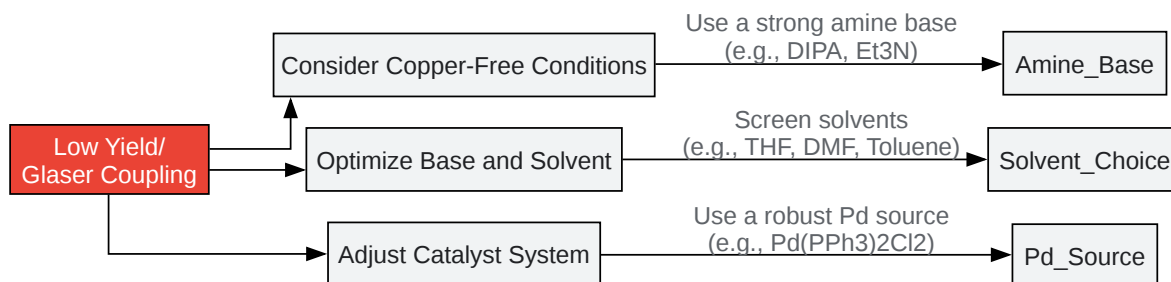 Use a strong amine base
(e.g., DIPA, Et3N)
Consider Copper-Free Conditions
Amine_Base
Low Yield/
Glaser Coupling
Screen solvents
(e.g., THF, DMF, Toluene)
Optimize Base and Solvent
Solvent_Choice
Use a robust Pd source
(e.g., Pd(PPh3)2Cl2)
Adjust Catalyst System
Pd_Source